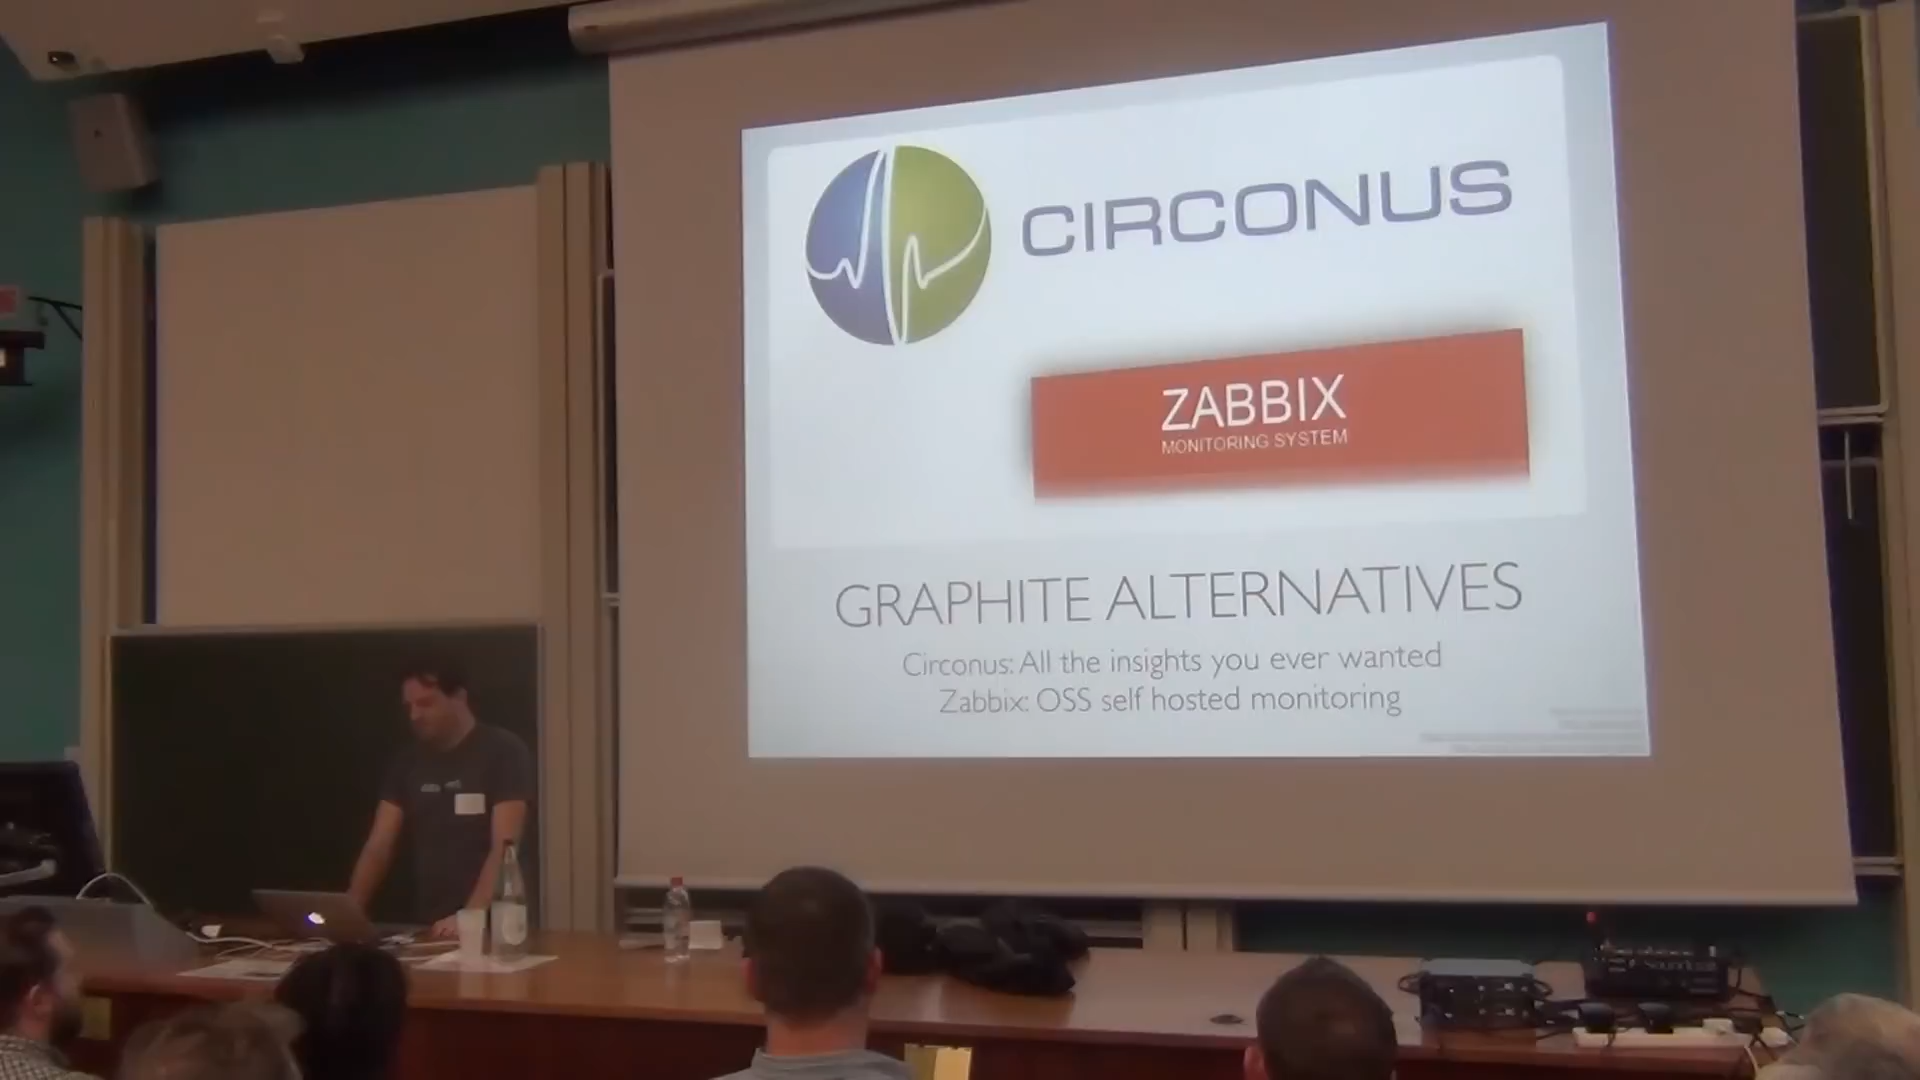 CIRCONUS
ZABBIX
MONITORING SYSTEM
GRAPHITE ALTERNATIVES
Circonus: All the insights you ever wanted
Zabbix: OSS self hosted monitoring